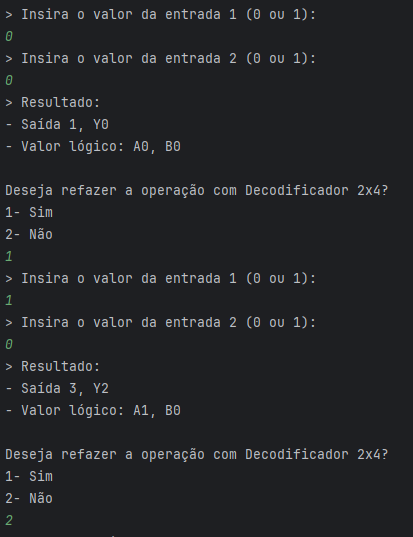 > Insira o valor da entrada 1 (0 ou 1):
0
> Insira o valor da entrada 2 (0 ou 1):
0
> Resultado:
- Saída 1, Y0
- Valor lógico: A0, B0
Deseja refazer a operação com Decodificador 2x4?
1- Sim
2- Não
1
> Insira o valor da entrada 1 (0 ou 1):
1
> Insira o valor da entrada 2 (0 ou 1):
0
> Resultado:
- Saída 3, Y2
- Valor lógico: A1, B0
Deseja refazer a operação com Decodificador 2x4?
1- Sim
2- Não
2